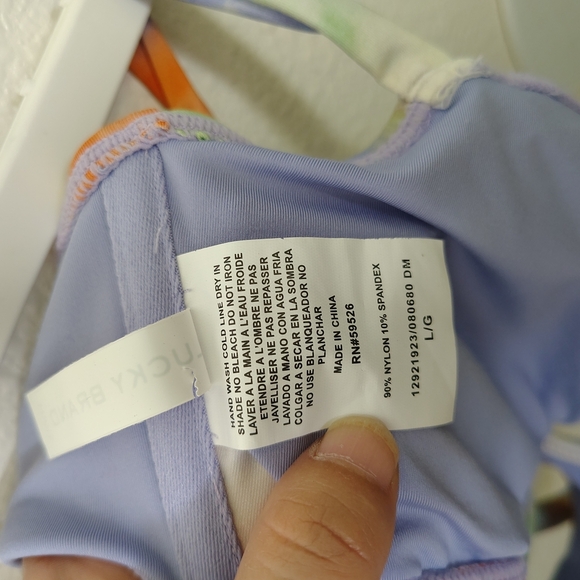 HAND WASH COLD LINE DRY IN
SHADE NO BLEACH DO NOT IRON
LAVER A LA MAIN A L'EAU FROIDE
ETENDRE A L'OMBRE NE PAS
JAVELLISER NE PAS REPASSER
LAVADO A MANO CON AGUA FRIA
COLGAR A SECAR EN LA SOMBRA
NO USE BLANQUEADOR NO
PLANCHAR
MADE IN CHINA
RN#59526
90% NYLON 10% SPANDEX
12921923/080680 DM
L/G